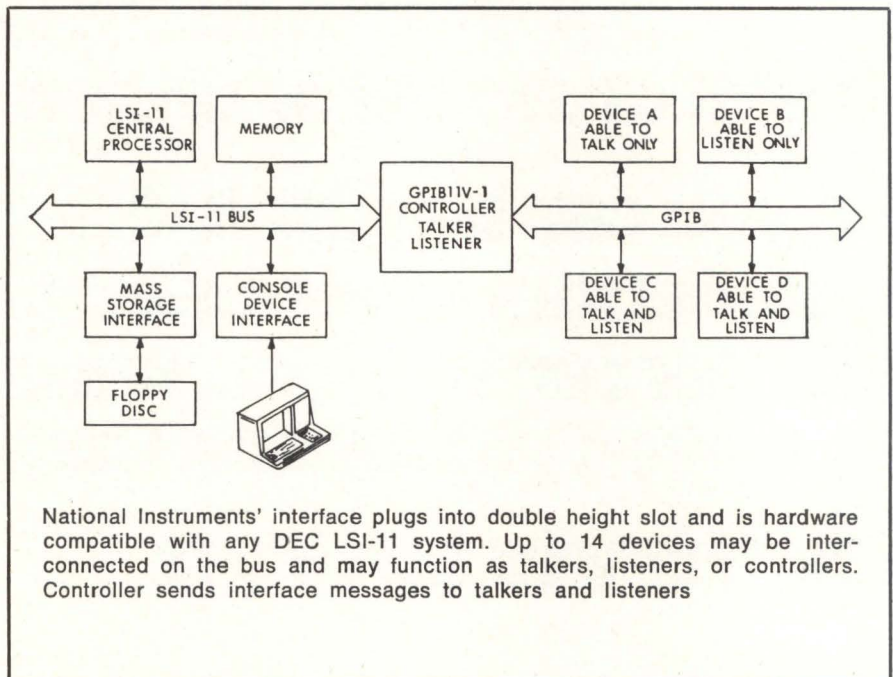 LSI-11
CENTRAL
PROCESSOR
MEMORY
DEVICE A
ABLE TO
TALK ONLY
DEVICE B
ABLE TO
LISTEN ONLY
LSI-11 BUS
GPIB11V-1
CONTROLLER
TALKER
LISTENER
GPIB
MASS
STORAGE
INTERFACE
CONSOLE
DEVICE
INTERFACE
DEVICE C
ABLE TO
TALK AND
LISTEN
DEVICE D
ABLE TO
TALK AND
LISTEN
FLOPPY
DISC
National Instruments' interface plugs into double height slot and is hardware
compatible with any DEC LSI-11 system. Up to 14 devices may be inter-
connected on the bus and may function as talkers, listeners, or controllers.
Controller sends interface messages to talkers and listeners